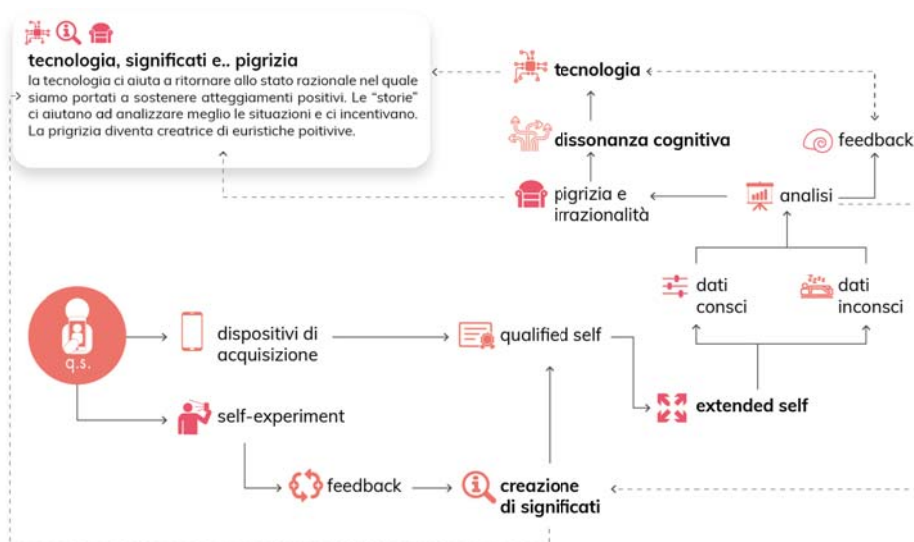 tecnologia, significati e.. pigrizia
la tecnologia ci aiuta a ritornare allo stato razionale nel quale
siamo portati a sostenere atteggiamenti positivi. Le “storie”
ci aiutano ad analizzare meglio le situazioni e ci incentivano.
La prigrizia diventa creatrice di euristiche poitivive.
tecnologia
dissonanza cognitiva
feedback
pigrizia e
irrazionalità
analisi
dati
consci
dati
inconsci
Zzzz
q.s.
dispositivi di
acquisizione
qualified self
extended self
self-experiment
feedback
creazione
di significati